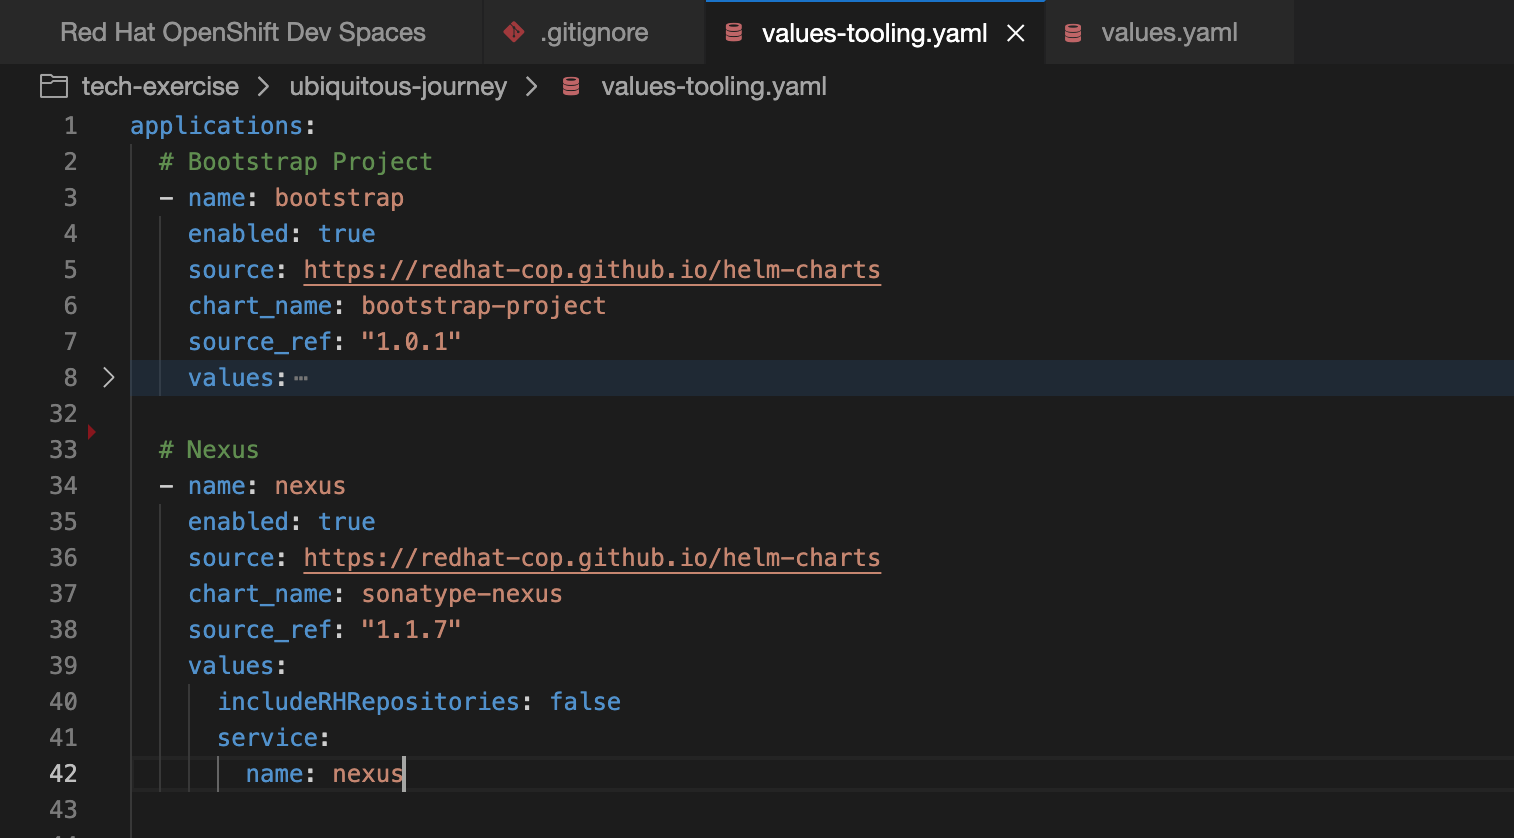 Red Hat OpenShift Dev Spaces .gitignore values-tooling.yaml values.yaml
tech-exercise > ubiquitous-journey > values-tooling.yaml
1 applications:
2 # Bootstrap Project
3 - name: bootstrap
4 enabled: true
5 source: https://redhat-cop.github.io/helm-charts
6 chart_name: bootstrap-project
7 source_ref: "1.0.1"
8 values: ⋯
32
33 # Nexus
34 - name: nexus
35 enabled: true
36 source: https://redhat-cop.github.io/helm-charts
37 chart_name: sonatype-nexus
38 source_ref: "1.1.7"
39 values:
40 includeRHRepositories: false
41 service:
42 name: nexus
43